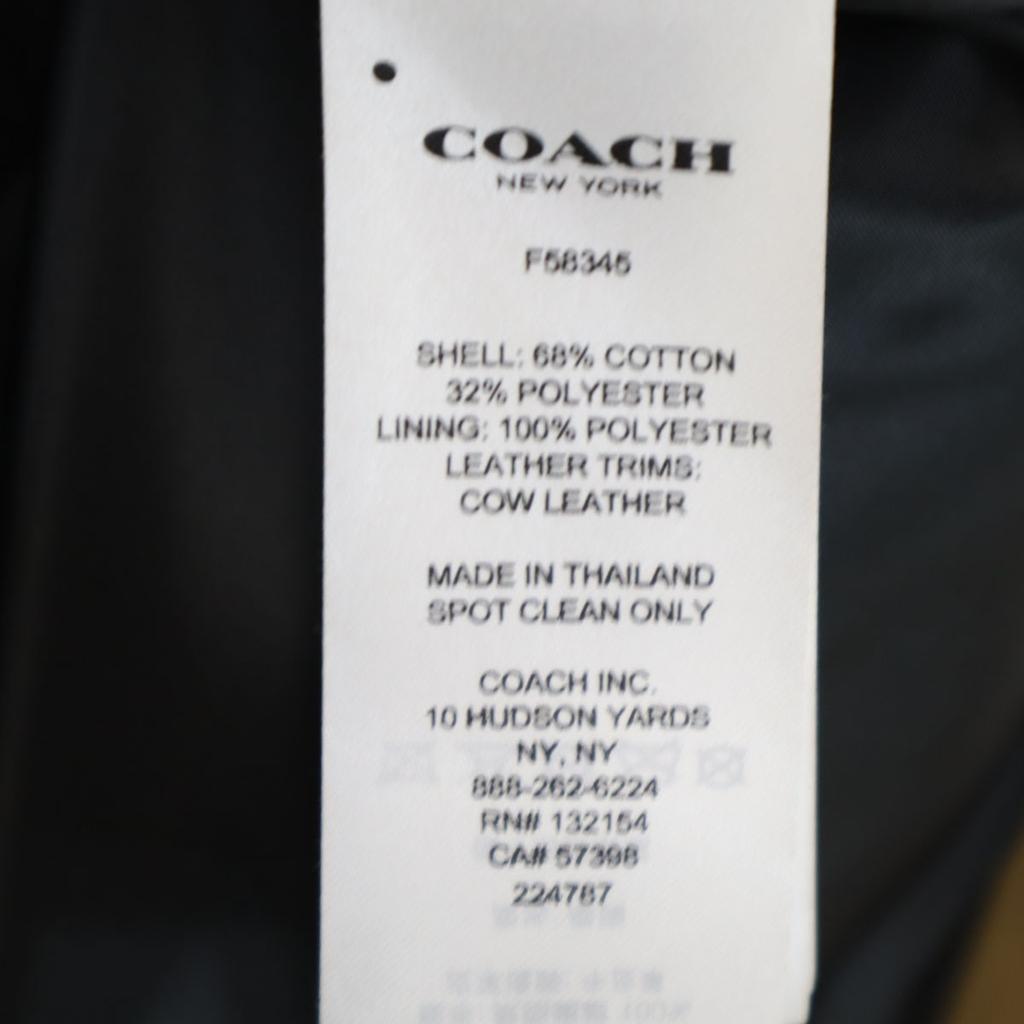 COACH
NEW YORK
F58345
SHELL: 68% COTTON
32% POLYESTER
LINING: 100% POLYESTER
LEATHER TRIMS:
COW LEATHER
MADE IN THAILAND
SPOT CLEAN ONLY
COACH INC.
10 HUDSON YARDS
NY, NY
888-262-6224
RN# 132154
CA# 57398
224787